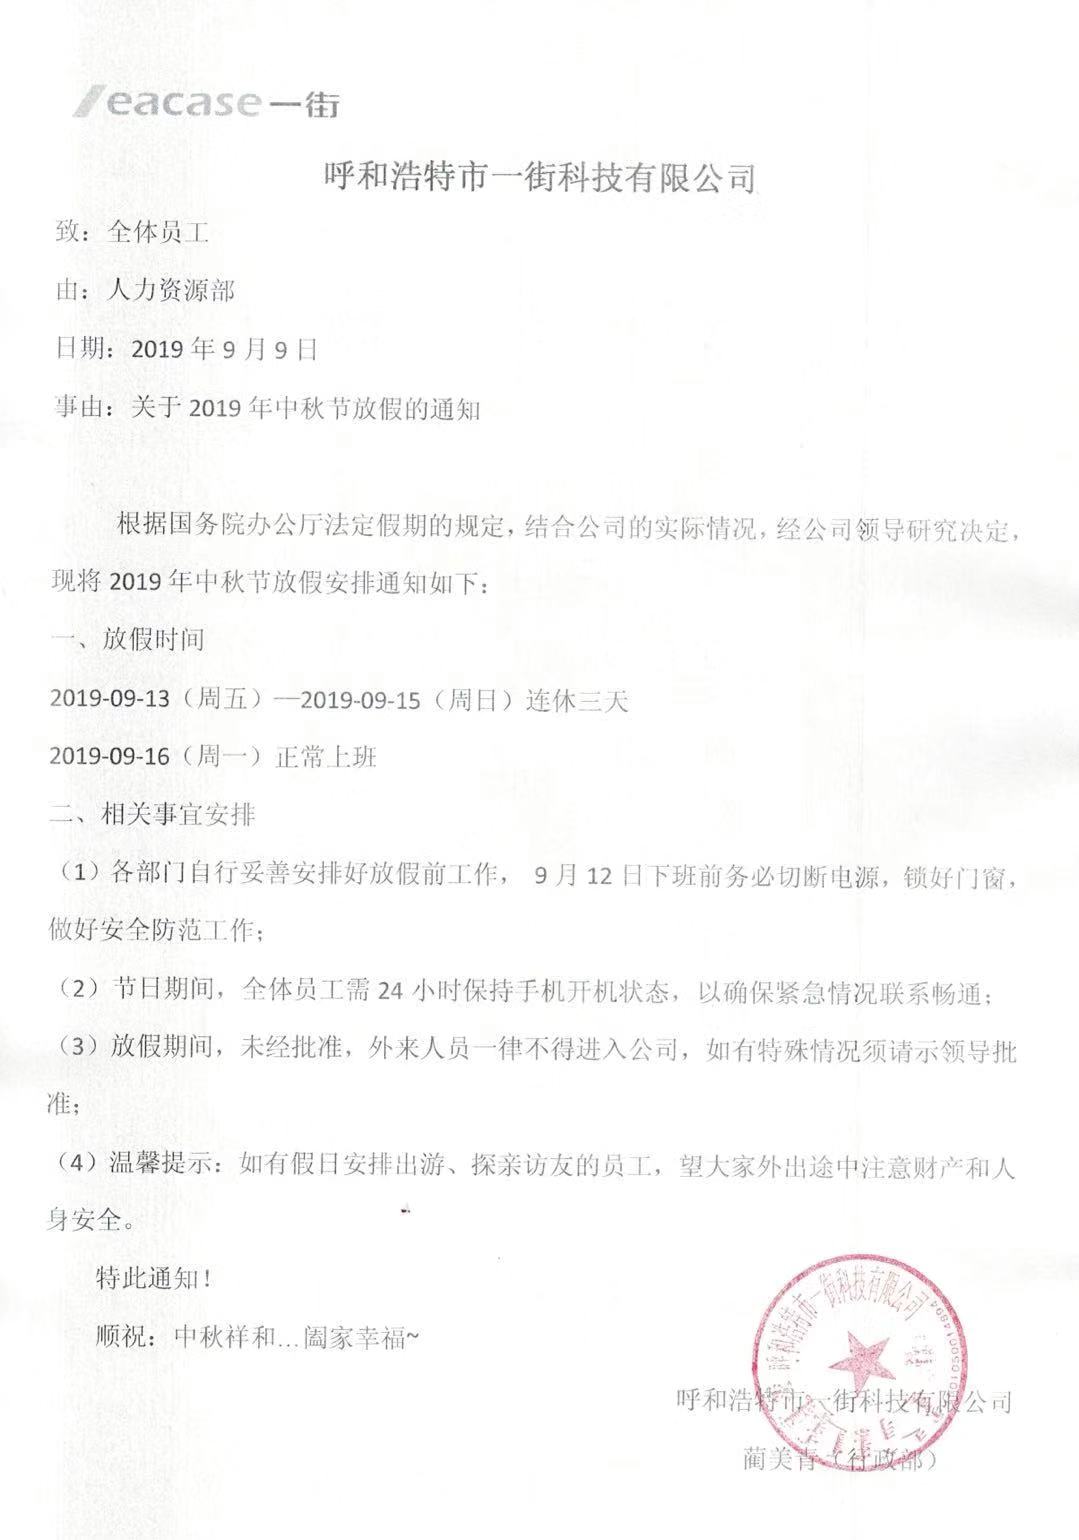 eacase一街
呼和浩特市一街科技有限公司
致：全体员工
由：人力资源部
日期：2019 年 9 月 9 日
事由：关于 2019 年中秋节放假的通知
根据国务院办公厅法定假期的规定，结合公司的实际情况，经公司领导研究决定，
现将 2019 年中秋节放假安排通知如下：
一、放假时间
2019-09-13（周五）—2019-09-15（周日）连休三天
2019-09-16（周一）正常上班
二、相关事宜安排
（1）各部门自行妥善安排好放假前工作， 9 月 12 日下班前务必切断电源，锁好门窗，
做好安全防范工作；
（2）节日期间，全体员工需 24 小时保持手机开机状态，以确保紧急情况联系畅通；
（3）放假期间，未经批准，外来人员一律不得进入公司，如有特殊情况须请示领导批
准；
（4）温馨提示：如有假日安排出游、探亲访友的员工，望大家外出途中注意财产和人
身安全。
特此通知！
顺祝：中秋祥和...阖家幸福~
呼和浩特市一街科技有限公司
呼和浩特市一街科技有限公司
蔺美青（行政部）